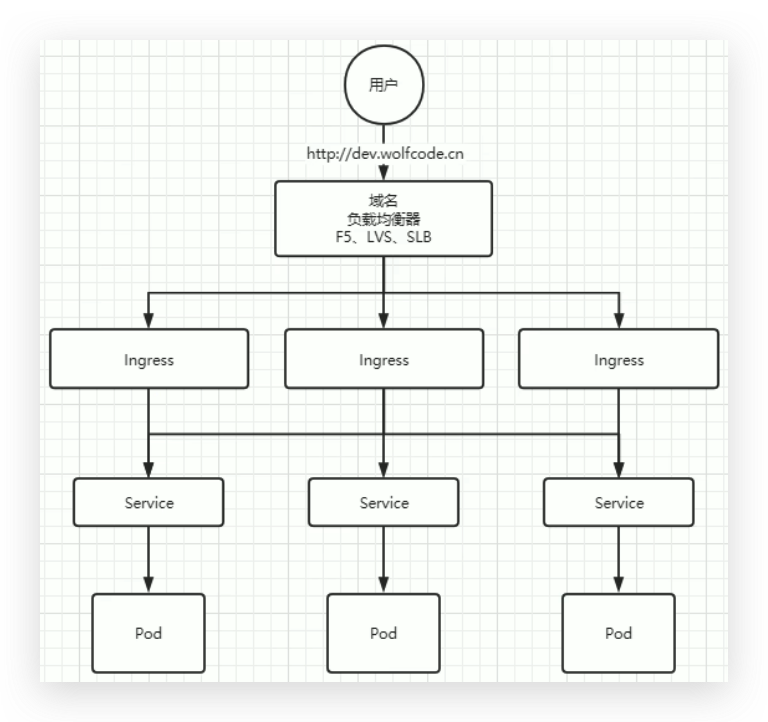 用户
http://dev.wolfcode.cn
域名
负载均衡器
F5、LVS、SLB
Ingress
Ingress
Ingress
Service
Service
Service
Pod
Pod
Pod